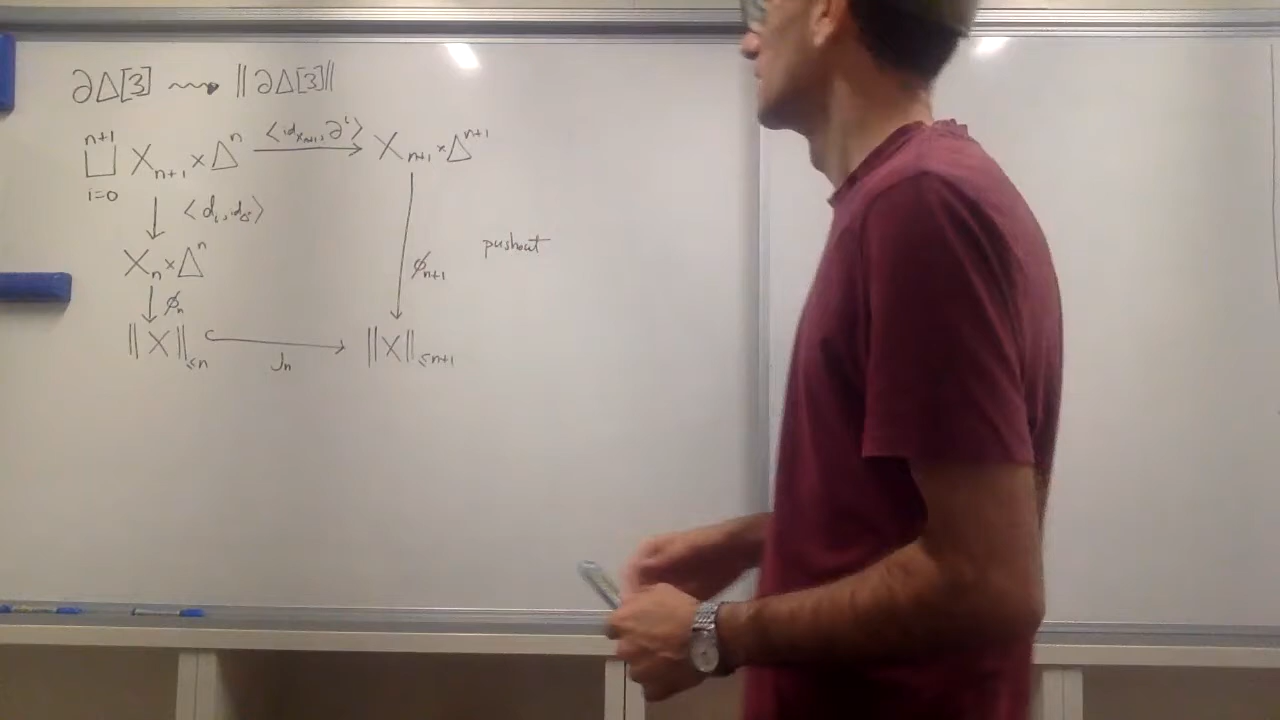 ∂Δ[3] ⇝ ‖∂Δ[3]‖
n+1 ⊔ i=0 X_{n+1} × Δ^n ⟨id_{X_{n+1}}, ∂^i⟩ → X_{n+1} × Δ^{n+1}
↓ ⟨d_i, id_Δ⟩
X_n × Δ^n ↓ ϕ_{n+1} pushout
↓ ϕ_n
‖X‖_{≤n} ↪ J_n ‖X‖_{≤n+1}